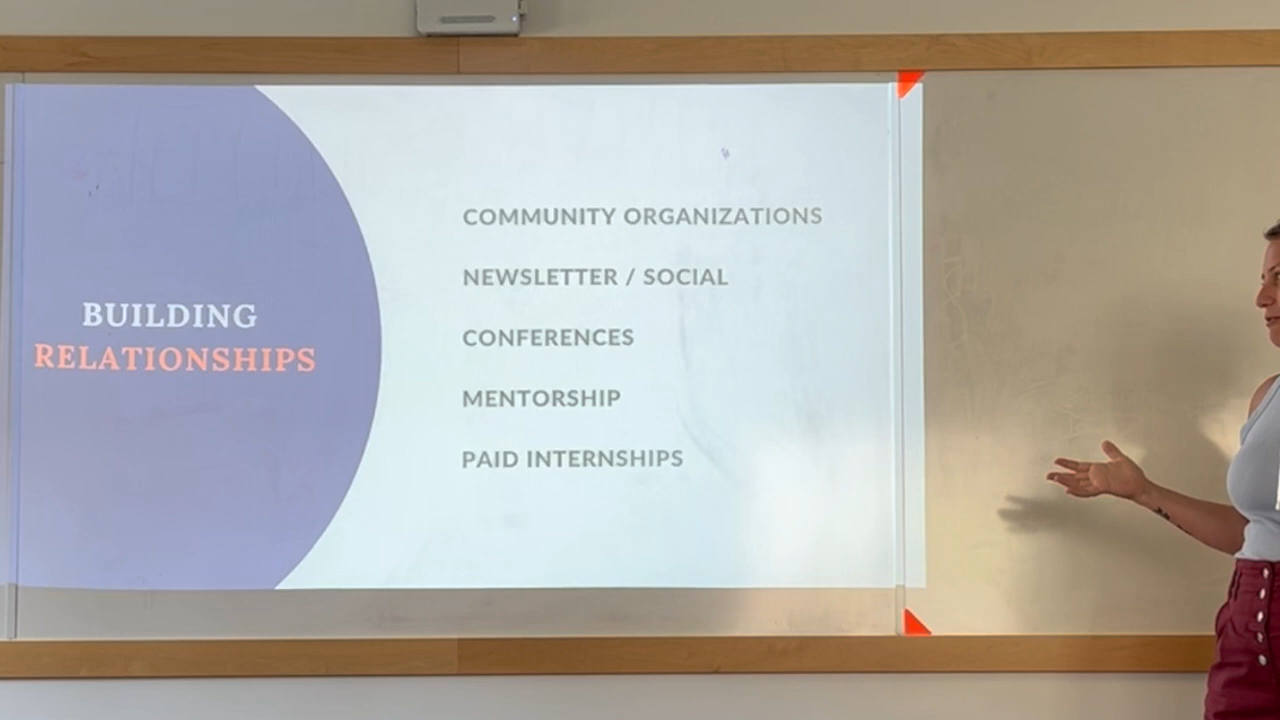 BUILDING
RELATIONSHIPS
COMMUNITY ORGANIZATIONS
NEWSLETTER / SOCIAL
CONFERENCES
MENTORSHIP
PAID INTERNSHIPS